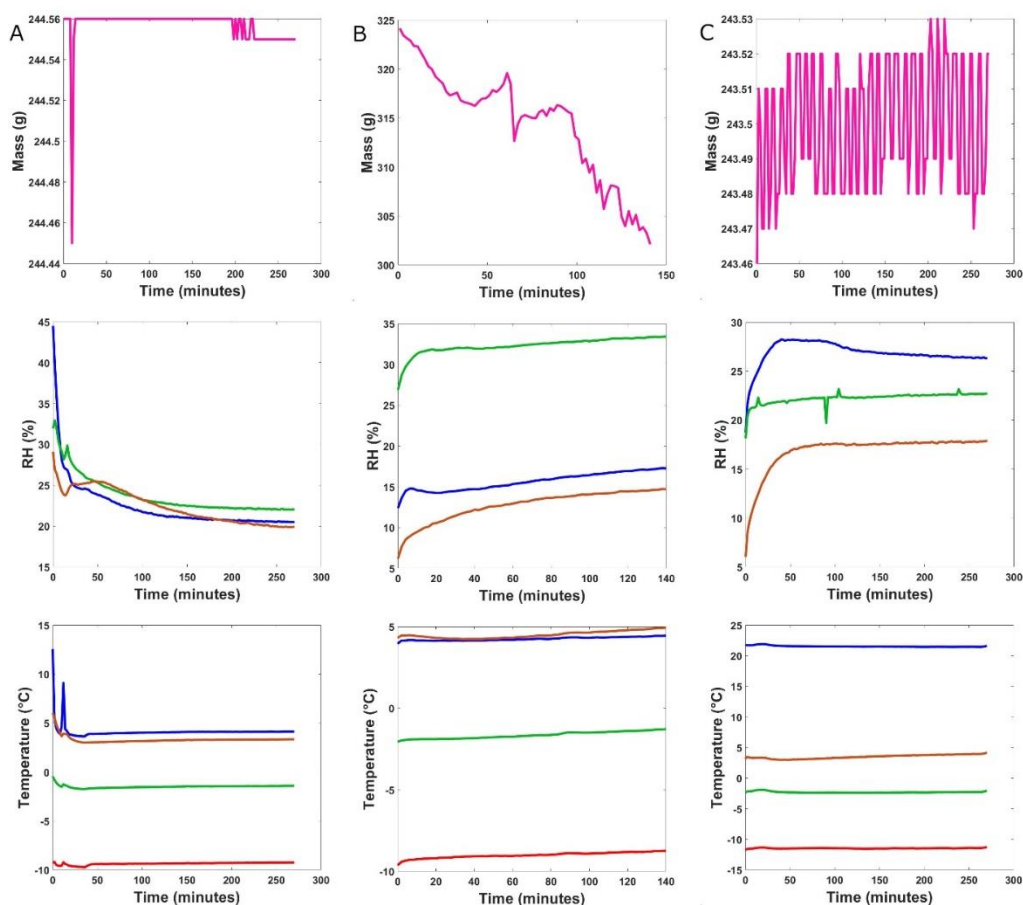 A
B
C
244.56
244.54
244.52
244.5
244.48
244.46
244.44
Mass (g)
0 50 100 150 200 250 300
Time (minutes)
325
320
315
310
305
300
Mass (g)
0 50 100 150
Time (minutes)
243.53
243.52
243.51
243.5
243.49
243.48
243.47
243.46
Mass (g)
0 50 100 150 200 250 300
Time (minutes)
45
40
35
30
25
20
15
RH (%)
0 50 100 150 200 250 300
Time (minutes)
35
30
25
20
15
10
5
RH (%)
0 20 40 60 80 100 120 140
Time (minutes)
30
25
20
15
10
5
RH (%)
0 50 100 150 200 250 300
Time (minutes)
15
10
5
0
-5
-10
Temperature (°C)
0 50 100 150 200 250 300
Time (minutes)
5
0
-5
-10
Temperature (°C)
0 20 40 60 80 100 120 140
Time (minutes)
25
20
15
10
5
0
-5
-10
-15
Temperature (°C)
0 50 100 150 200 250 300
Time (minutes)